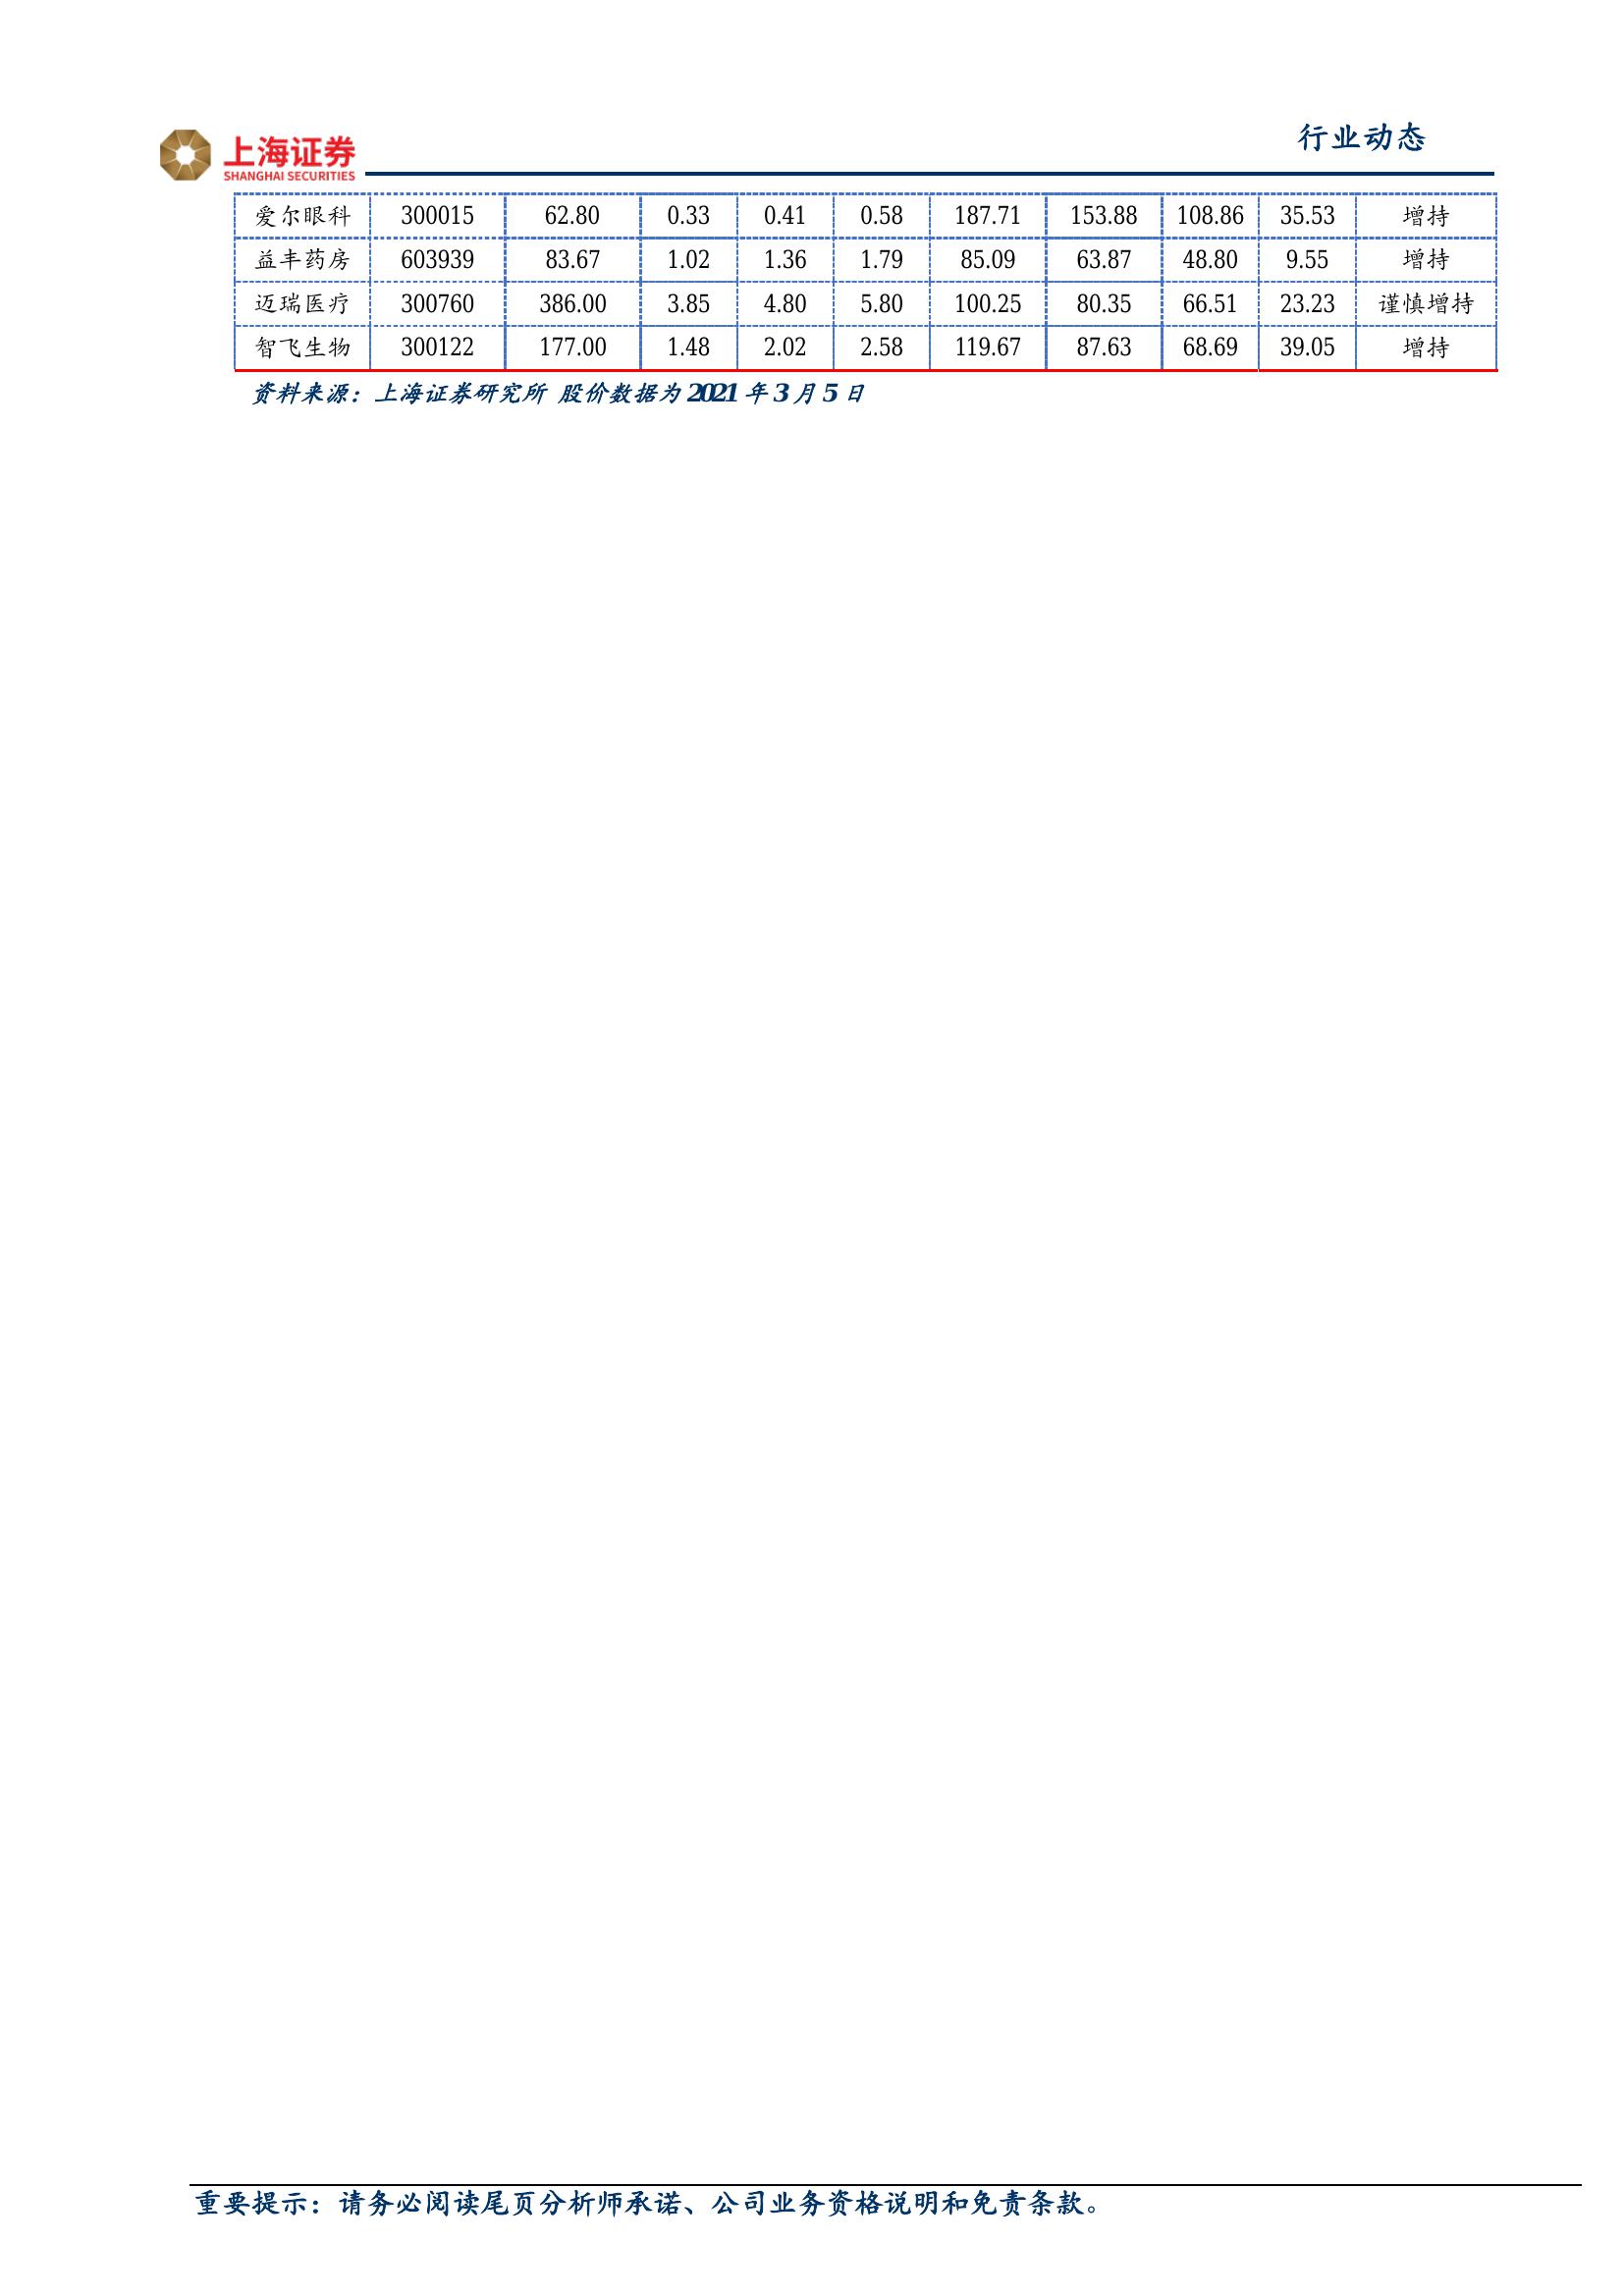 上海证券
SHANGHAI SECURITIES
行业动态
爱尔眼科 300015 62.80 0.33 0.41 0.58 187.71 153.88 108.86 35.53 增持
益丰药房 603939 83.67 1.02 1.36 1.79 85.09 63.87 48.80 9.55 增持
迈瑞医疗 300760 386.00 3.85 4.80 5.80 100.25 80.35 66.51 23.23 谨慎增持
智飞生物 300122 177.00 1.48 2.02 2.58 119.67 87.63 68.69 39.05 增持
资料来源：上海证券研究所 股价数据为 2021 年 3 月 5 日
重要提示：请务必阅读尾页分析师承诺、公司业务资格说明和免责条款。